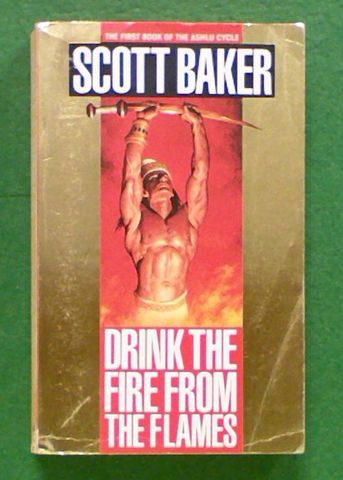 THE FIRST BOOK OF THE ASHLU CYCLE
SCOTT BAKER
DRINK THE
FIRE FROM
THE FLAMES